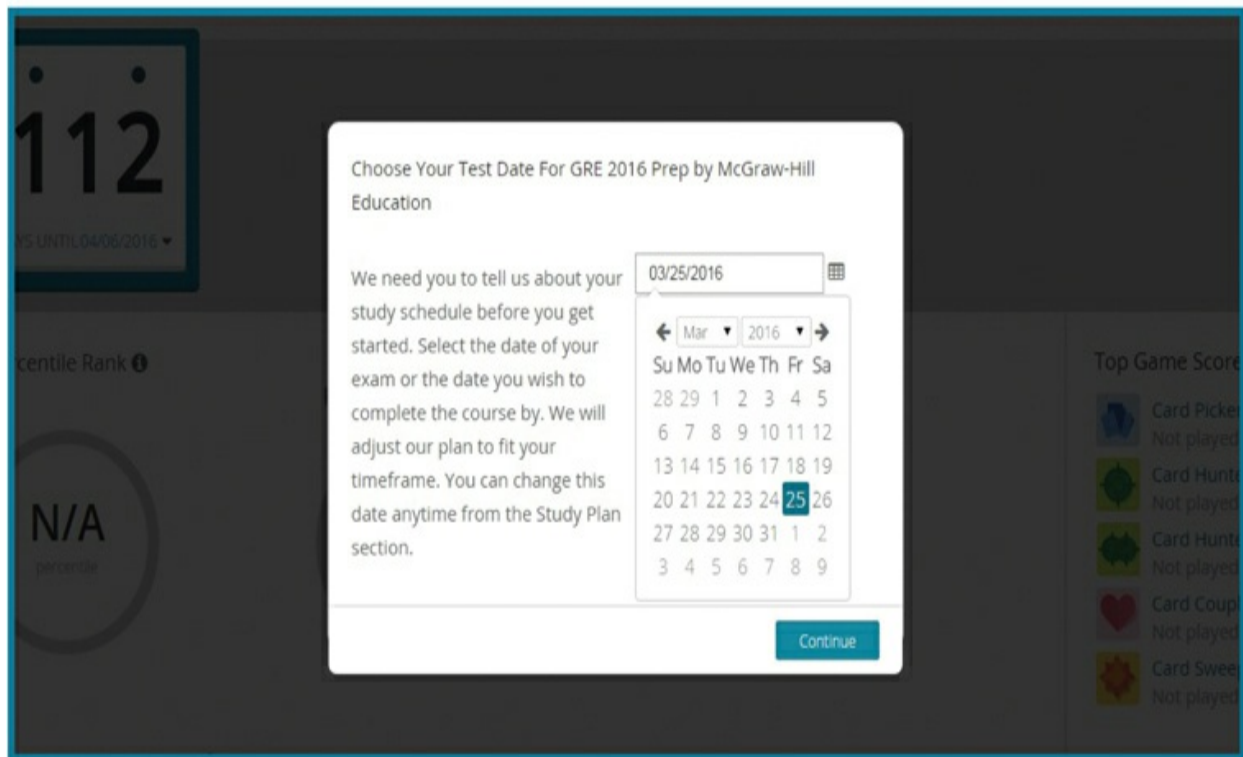 112
UNTIL 04/06/2016
Choose Your Test Date For GRE 2016 Prep by McGraw-Hill
Education
We need you to tell us about your
study schedule before you get
started. Select the date of your
exam or the date you wish to
complete the course by. We will
adjust our plan to fit your
timeframe. You can change this
date anytime from the Study Plan
section.
03/25/2016
Mar 2016
Su Mo Tu We Th Fr Sa
28 29 1 2 3 4 5
6 7 8 9 10 11 12
13 14 15 16 17 18 19
20 21 22 23 24 25 26
27 28 29 30 31 1 2
3 4 5 6 7 8 9
Continue
Rank
N/A
percentile
Top Game Score
Card Picke
Not played
Card Hunte
Not played
Card Hunte
Not played
Card Coupl
Not played
Card Swee
Not played